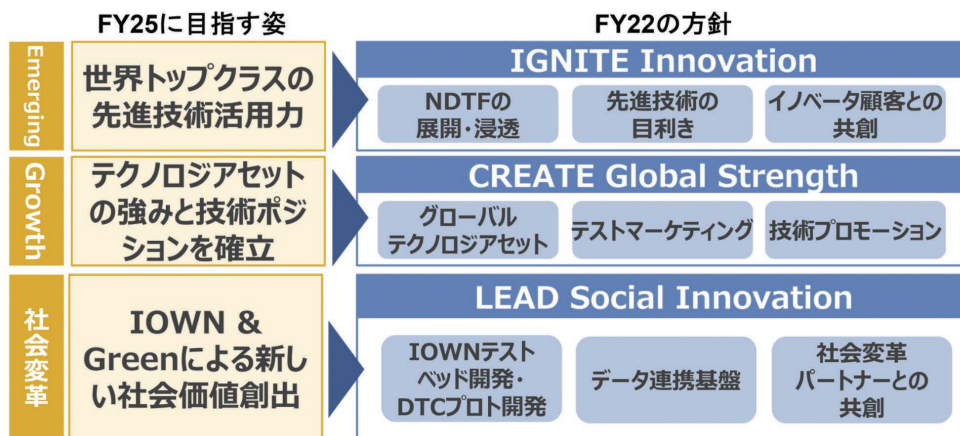 FY25に目指す姿
FY22の方針
Emerging
世界トップクラスの
先進技術活用力
IGNITE Innovation
NDTFの
展開・浸透
先進技術の
目利き
イノベータ顧客との
共創
Growth
テクノロジアセット
の強みと技術ポジ
ションを確立
CREATE Global Strength
グローバル
テクノロジアセット
テストマーケティング
技術プロモーション
社会変革
IOWN &
Greenによる新し
い社会価値創出
LEAD Social Innovation
IOWNテスト
ベッド開発・
DTCプロト開発
データ連携基盤
社会変革
パートナーとの
共創